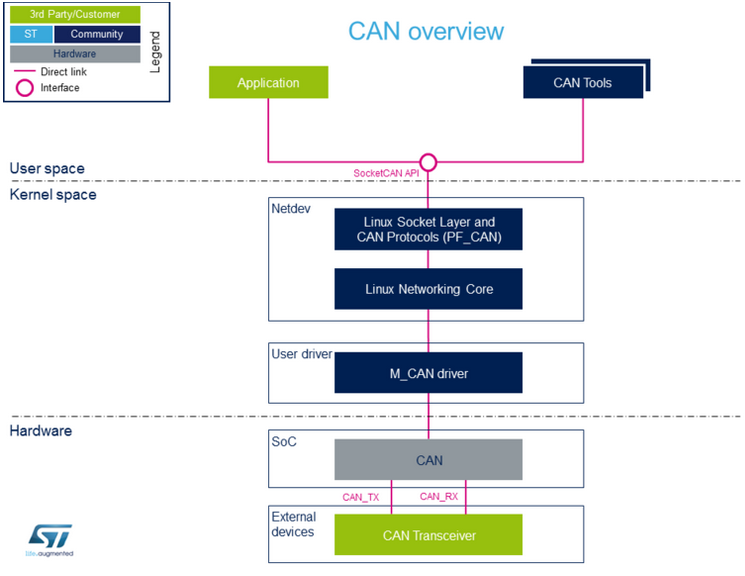 3rd Party/Customer
ST
Community
Hardware
Direct link
Interface
Legend
CAN overview
Application
CAN Tools
SocketCAN API
User space
Kernel space
Netdev
Linux Socket Layer and
CAN Protocols (PF_CAN)
Linux Networking Core
User driver
M_CAN driver
Hardware
SoC
CAN
CAN_TX
CAN_RX
External
devices
CAN Transceiver
ST
life.augmented